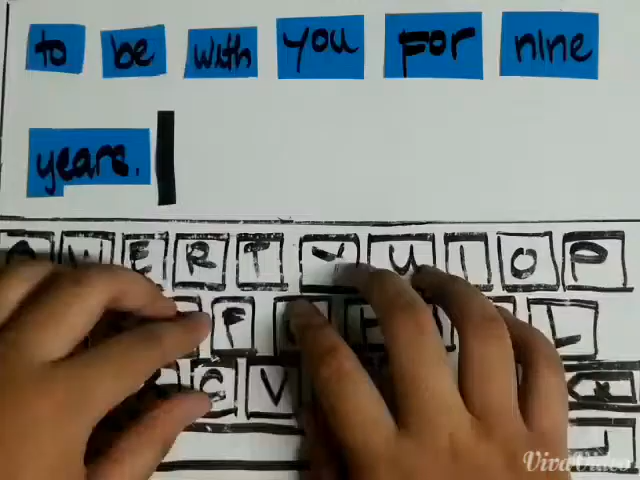 to be with you for nine
years.
Q W E R T Y U I O P
F L
C V
VivaVideo